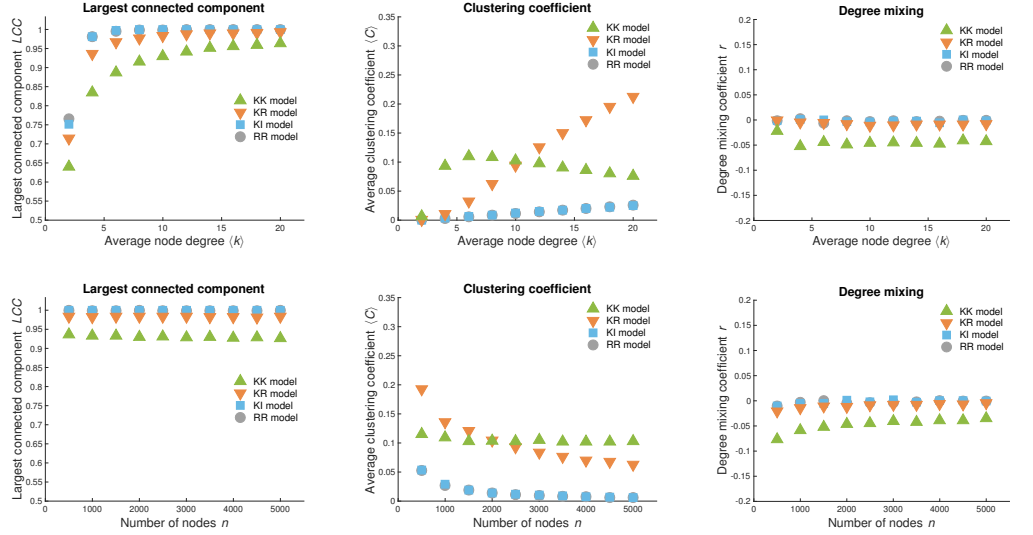 Largest connected component
Largest connected component LCC
1
0.95
0.9
0.85
0.8
0.75
0.7
0.65
0.6
0.55
0.5
KK model
KR model
KI model
RR model
0 5 10 15 20
Average node degree ⟨k⟩
Clustering coefficient
Average clustering coefficient ⟨C⟩
0.35
0.3
0.25
0.2
0.15
0.1
0.05
0
KK model
KR model
KI model
RR model
0 5 10 15 20
Average node degree ⟨k⟩
Degree mixing
Degree mixing coefficient r
0.2
0.15
0.1
0.05
0
-0.05
-0.1
-0.15
-0.2
KK model
KR model
KI model
RR model
0 5 10 15 20
Average node degree ⟨k⟩
Largest connected component
Largest connected component LCC
1
0.95
0.9
0.85
0.8
0.75
0.7
0.65
0.6
0.55
0.5
KK model
KR model
KI model
RR model
0 1000 2000 3000 4000 5000
Number of nodes n
Clustering coefficient
Average clustering coefficient ⟨C⟩
0.35
0.3
0.25
0.2
0.15
0.1
0.05
0
KK model
KR model
KI model
RR model
0 1000 2000 3000 4000 5000
Number of nodes n
Degree mixing
Degree mixing coefficient r
0.2
0.15
0.1
0.05
0
-0.05
-0.1
-0.15
-0.2
KK model
KR model
KI model
RR model
0 1000 2000 3000 4000 5000
Number of nodes n